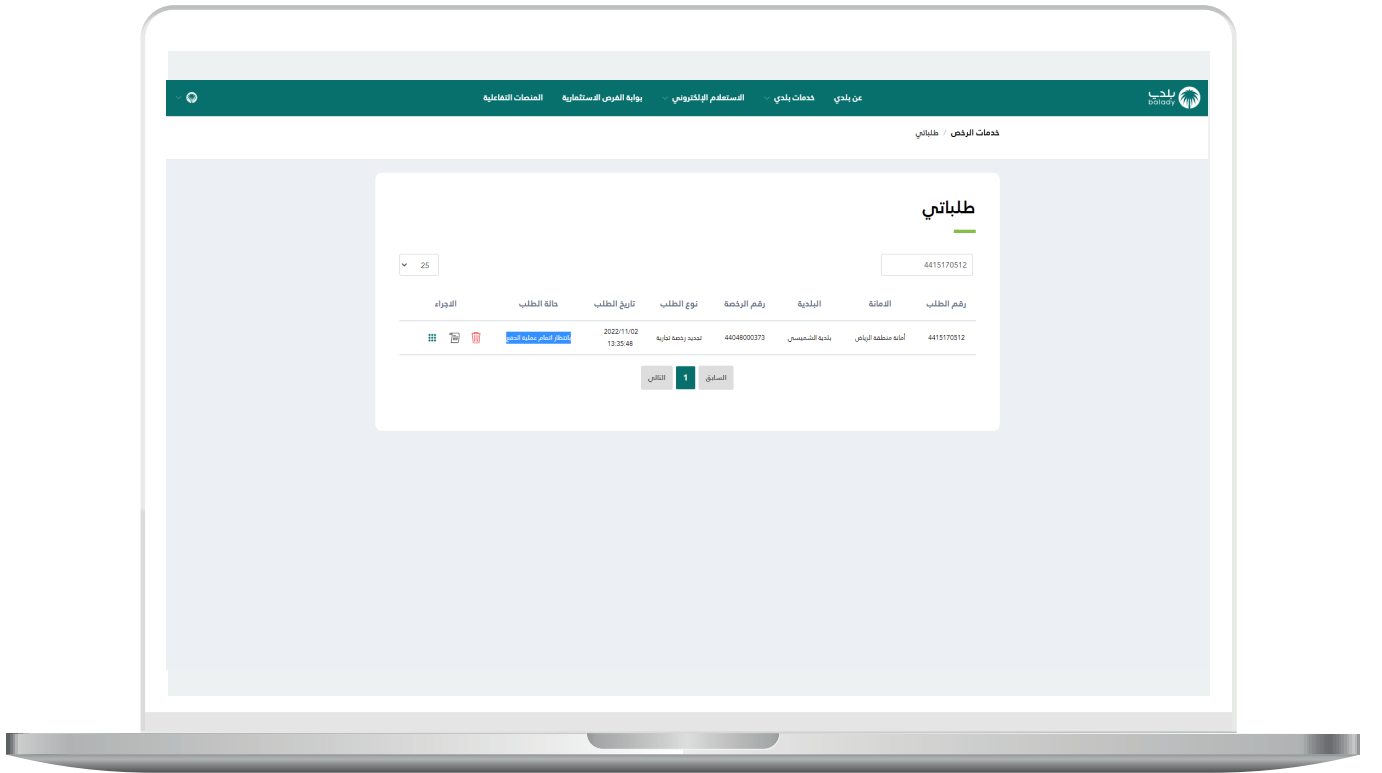 بلدي
balady
عن بلدي
خدمات بلدي
الاستعلام الإلكتروني
بوابة الفرص الاستثمارية
المنصات التفاعلية
خدمات الرخص / طلباتي
طلباتي
4415170512
25
رقم الطلب الامانة البلدية رقم الرخصة نوع الطلب تاريخ الطلب حالة الطلب الاجراء
4415170512 أمانة منطقة الرياض بلدية الشميسي 44048000373 تجديد رخصة تجارية 2022/11/02 بانتظار اتمام عملية الدفع
13:35:48
السابق 1 التالي